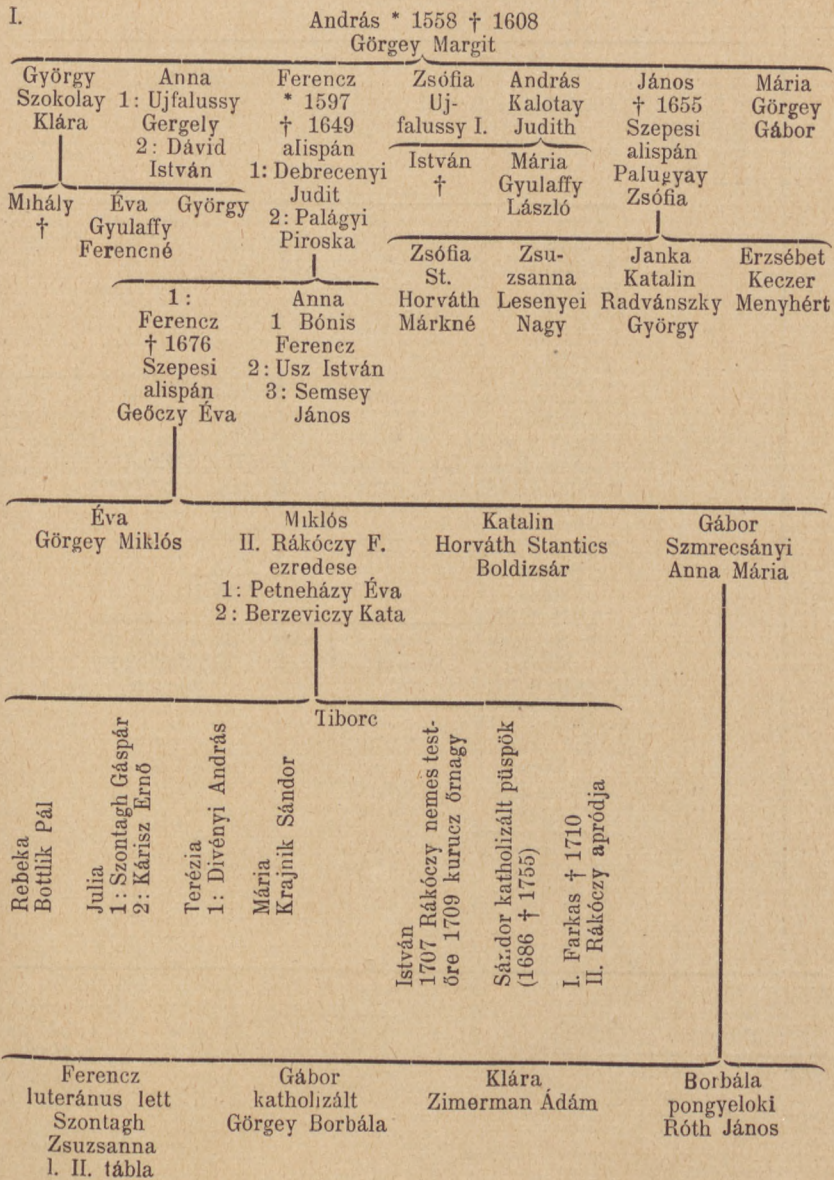 I.
András * 1558 † 1608
Görgey Margit
György
Szokolay
Klára
Anna
1: Ujfalussy
Gergely
2: Dávid
István
Ferencz
* 1597
† 1649
alispán
1: Debrecenyi
Judit
2: Palágyi
Piroska
Zsófia
Uj-
falussy I.
András
Kalotay
Judith
János
† 1655
Szepesi
alispán
Palugyay
Zsófia
Mária
Görgey
Gábor
Mihály
†
Éva
Gyulaffy
Ferencné
György
István
†
Mária
Gyulaffy
László
1:
Ferencz
† 1676
Szepesi
alispán
Geőczy Éva
Anna
1 Bónis
Ferencz
2: Usz István
3: Semsey
János
Zsófia
St.
Horváth
Márkné
Zsu-
zsanna
Lesenyei
Nagy
Janka
Katalin
Radvánszky
György
Erzsébet
Keczer
Menyhért
Éva
Görgey Miklós
Miklós
II. Rákóczy F.
ezredese
1: Petneházy Éva
2: Berzeviczy Kata
Katalin
Horváth Stantics
Boldizsár
Gábor
Szmrecsányi
Anna Mária
Rebeka
Bottlik Pál
Julia
1: Szontagh Gáspár
2: Kárisz Ernő
Terézia
1: Divényi András
Mária
Krajnik Sándor
Tiborc
István
1707 Rákóczy nemes test-
őre 1709 kurucz őrnagy
Sándor katholizált püspök
(1686 † 1755)
I. Farkas † 1710
II. Rákóczy apródja
Ferencz
luteránus lett
Szontagh
Zsuzsanna
l. II. tábla
Gábor
katholizált
Görgey Borbála
Klára
Zimerman Ádám
Borbála
pongyeloki
Róth János